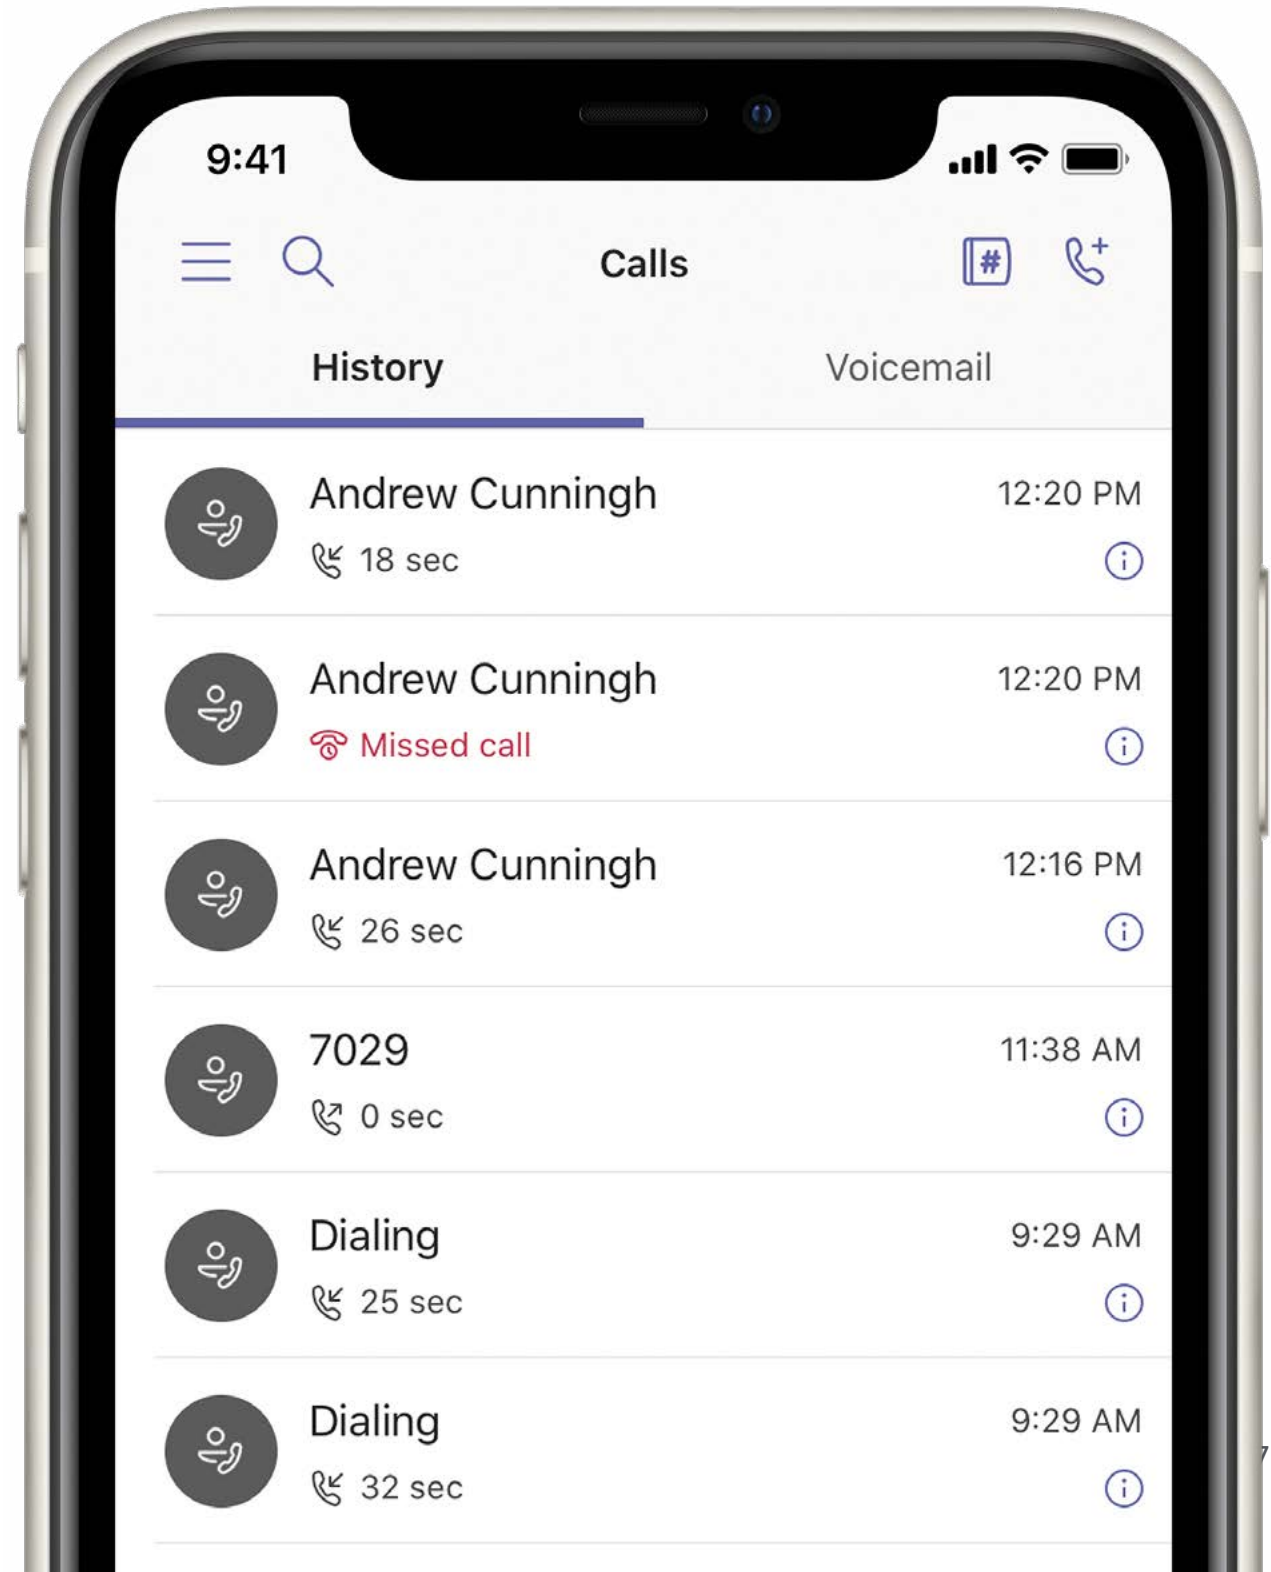 9:41
Calls
#
History
Voicemail
Andrew Cunningh
12:20 PM
18 sec
Andrew Cunningh
12:20 PM
Missed call
Andrew Cunningh
12:16 PM
26 sec
7029
11:38 AM
0 sec
Dialing
9:29 AM
25 sec
Dialing
9:29 AM
32 sec
7